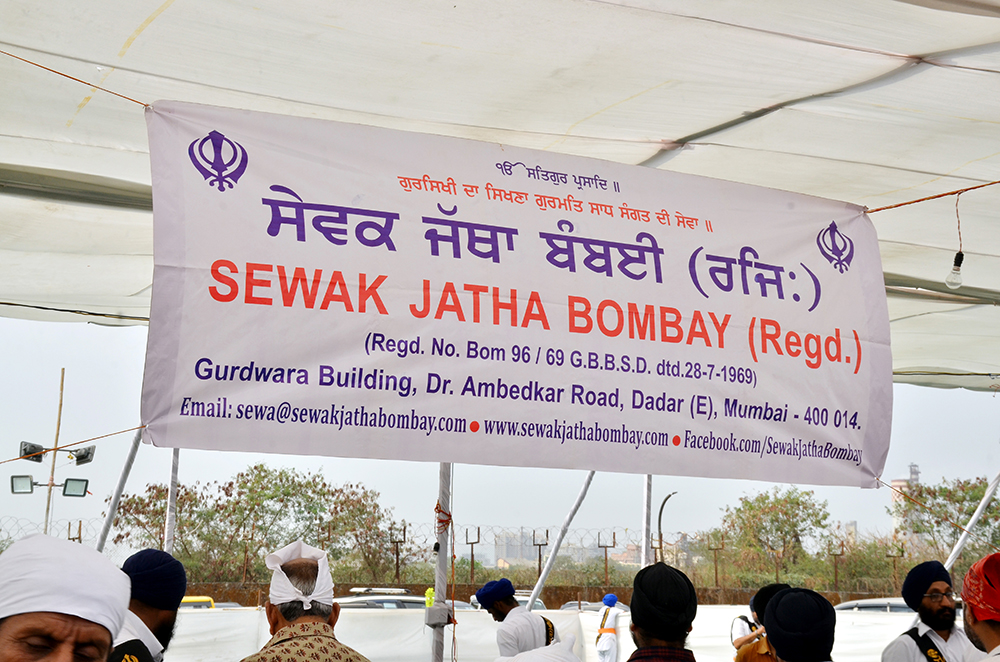 ੴ ਸਤਿਗੁਰ ਪ੍ਰਸਾਦਿ ॥
ਗੁਰਸਿਖੀ ਦਾ ਸਿਖਣਾ ਗੁਰਮਤਿ ਸਾਧ ਸੰਗਤ ਦੀ ਸੇਵਾ ॥
ਸੇਵਕ ਜੱਥਾ ਬੰਬਈ (ਰਜਿ:)
SEWAK JATHA BOMBAY (Regd.)
(Regd. No. Bom 96 / 69 G.B.B.S.D. dtd.28-7-1969)
Gurdwara Building, Dr. Ambedkar Road, Dadar (E), Mumbai - 400 014.
Email: sewa@sewakjathabombay.com ● www.sewakjathabombay.com ● Facebook.com/SewakJathaBombay